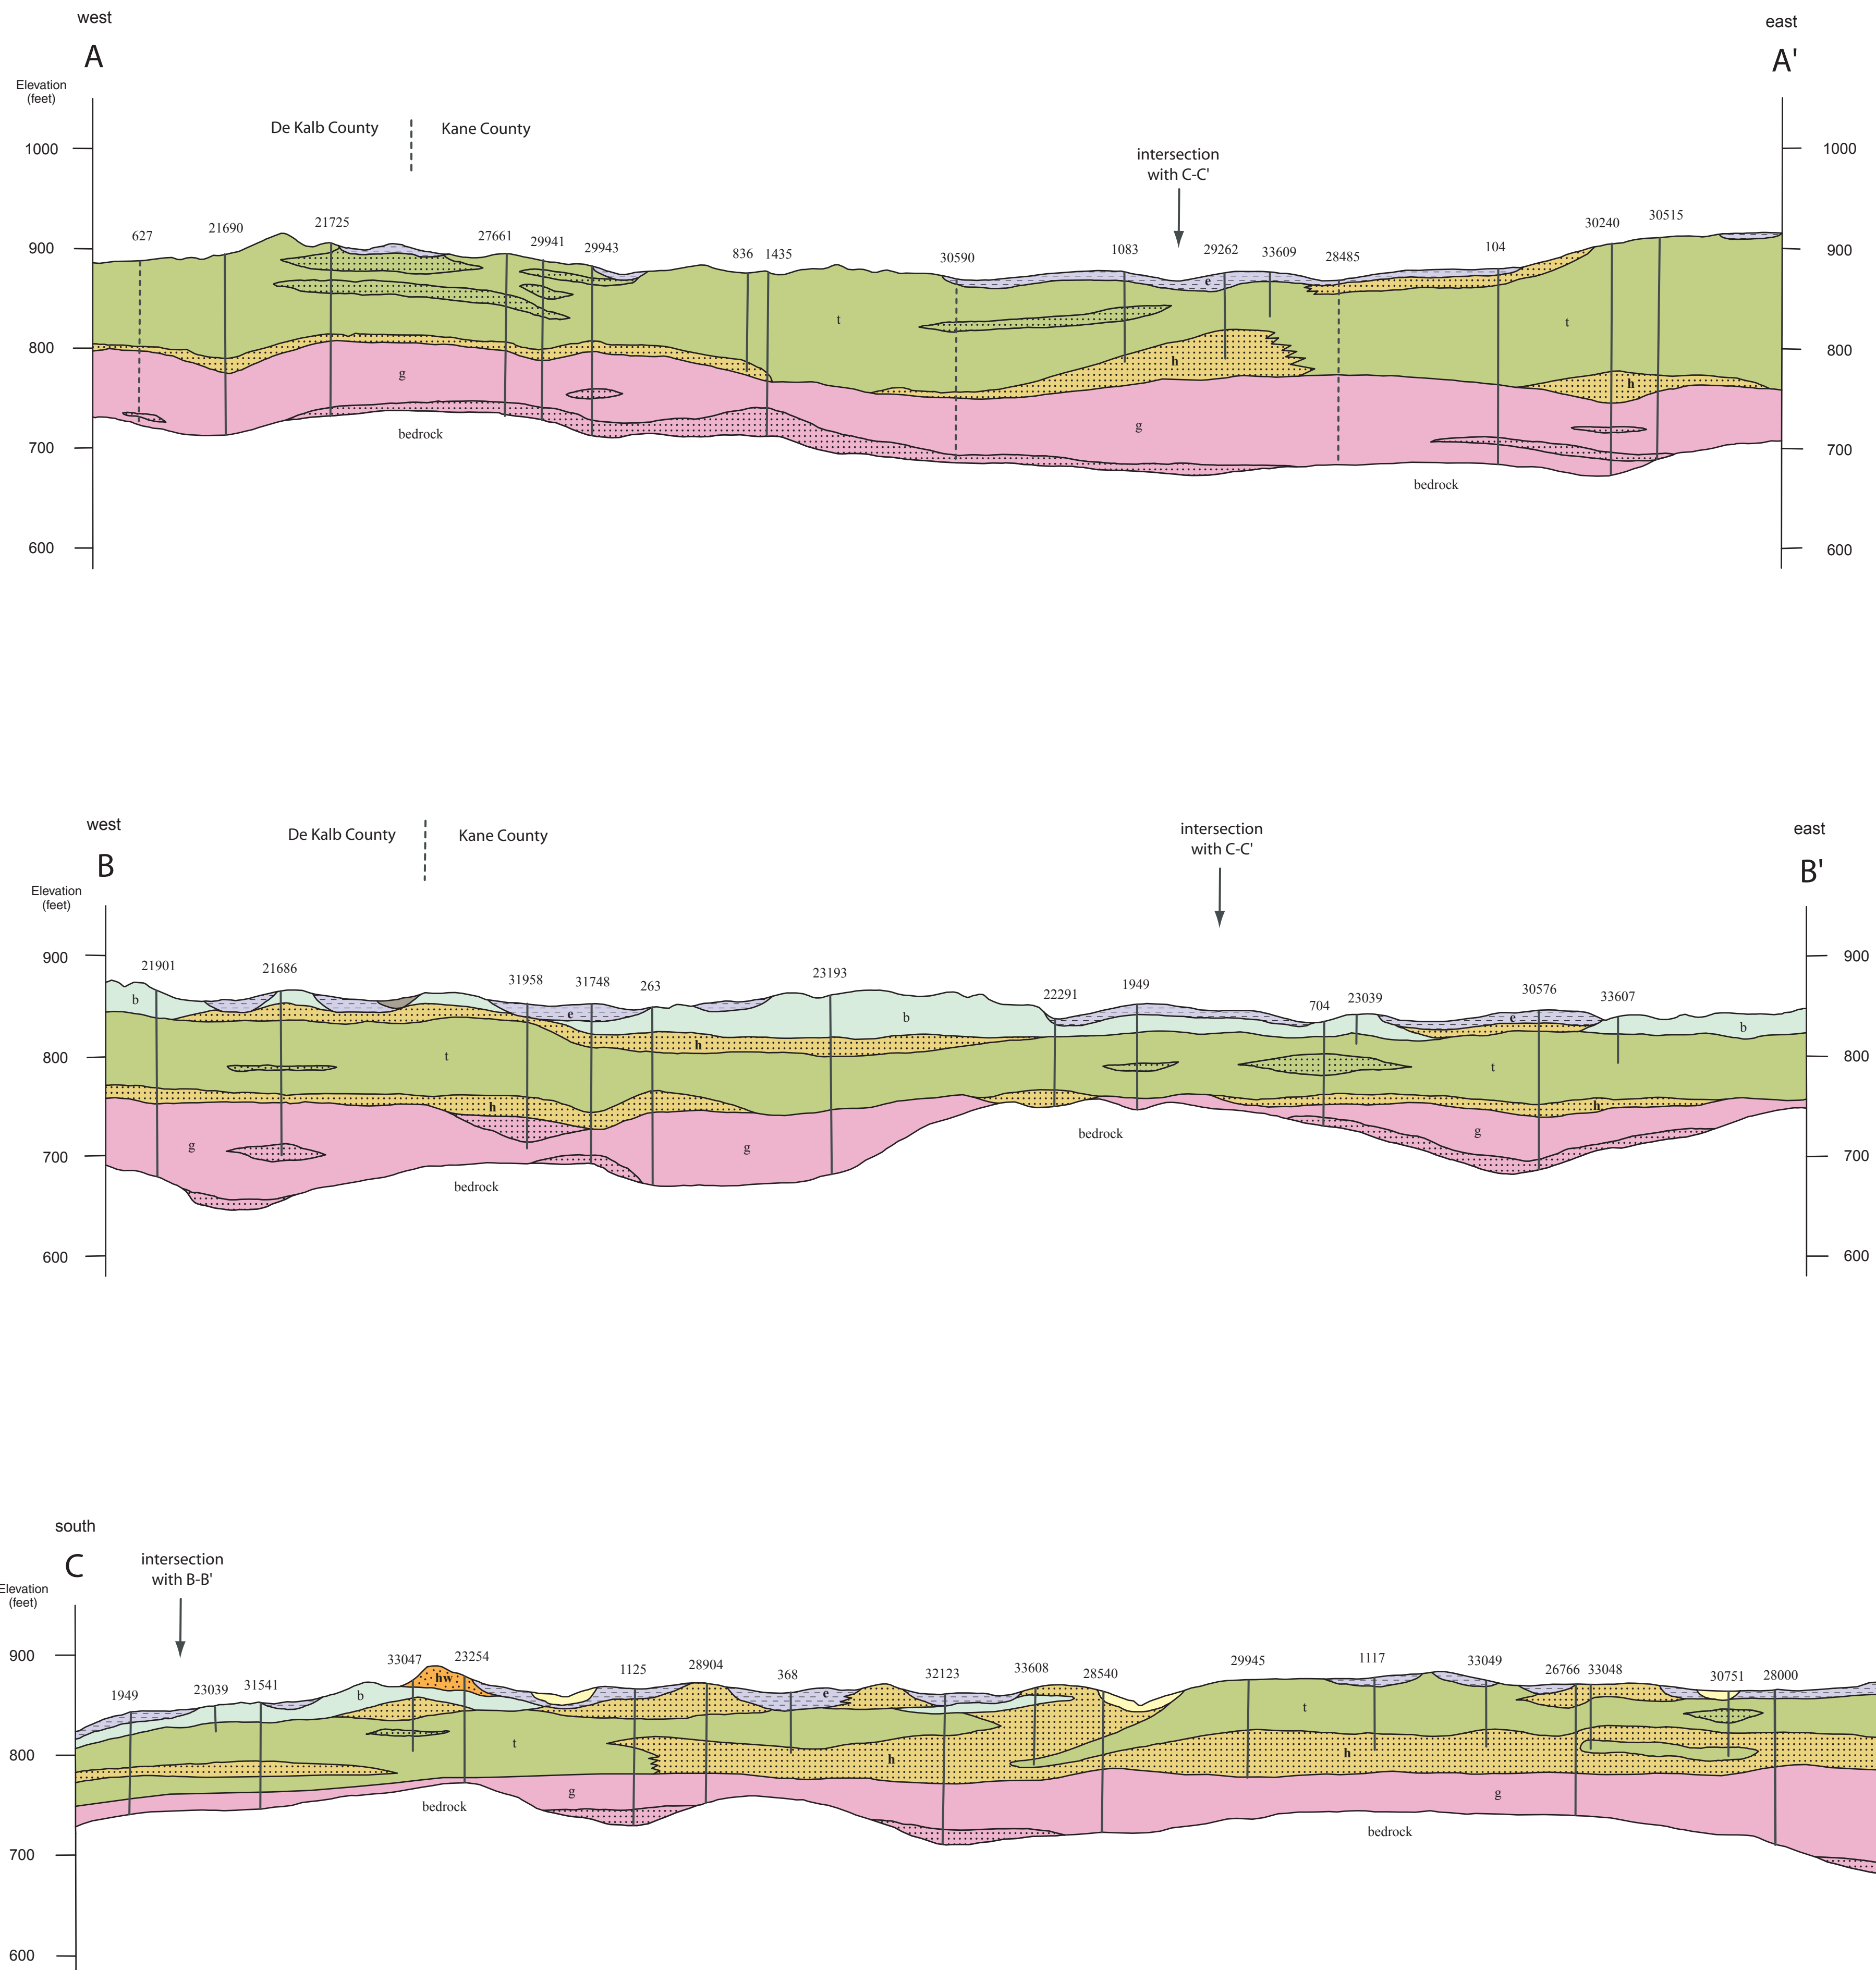 west
east
A
A'
Elevation
(feet)
De Kalb County
Kane County
intersection
with C-C'
1000
1000
900
900
800
800
700
700
600
600
627
21690
21725
27661
29941
29943
836
1435
30590
1083
29262
33609
28485
104
30240
30515
e
t
t
h
h
g
g
bedrock
bedrock
west
east
B
B'
Elevation
(feet)
De Kalb County
Kane County
intersection
with C-C'
900
900
800
800
700
700
600
600
21901
21686
31958
31748
263
23193
22291
1949
704
23039
30576
33607
b
e
b
e
b
h
t
t
h
h
g
g
g
bedrock
bedrock
south
C
intersection
with B-B'
Elevation
(feet)
900
800
700
600
1949
23039
31541
33047
23254
1125
28904
368
32123
33608
28540
29945
1117
33049
26766
33048
30751
28000
hw
b
e
t
t
h
h
g
g
bedrock
bedrock